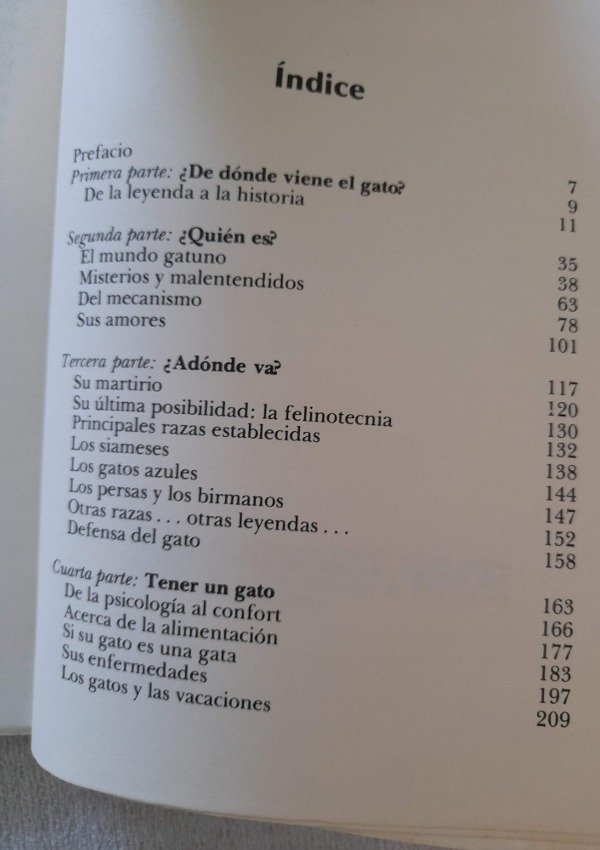 Índice
Prefacio 7
Primera parte: ¿De dónde viene el gato? 9
De la leyenda a la historia 11
Segunda parte: ¿Quién es? 35
El mundo gatuno 38
Misterios y malentendidos 63
Del mecanismo 78
Sus amores 101
Tercera parte: ¿Adónde va? 117
Su martirio 120
Su última posibilidad: la felinotecnia 130
Principales razas establecidas 132
Los siameses 138
Los gatos azules 144
Los persas y los birmanos 147
Otras razas . . . otras leyendas . . . 152
Defensa del gato 158
Cuarta parte: Tener un gato 163
De la psicología al confort 166
Acerca de la alimentación 177
Si su gato es una gata 183
Sus enfermedades 197
Los gatos y las vacaciones 209